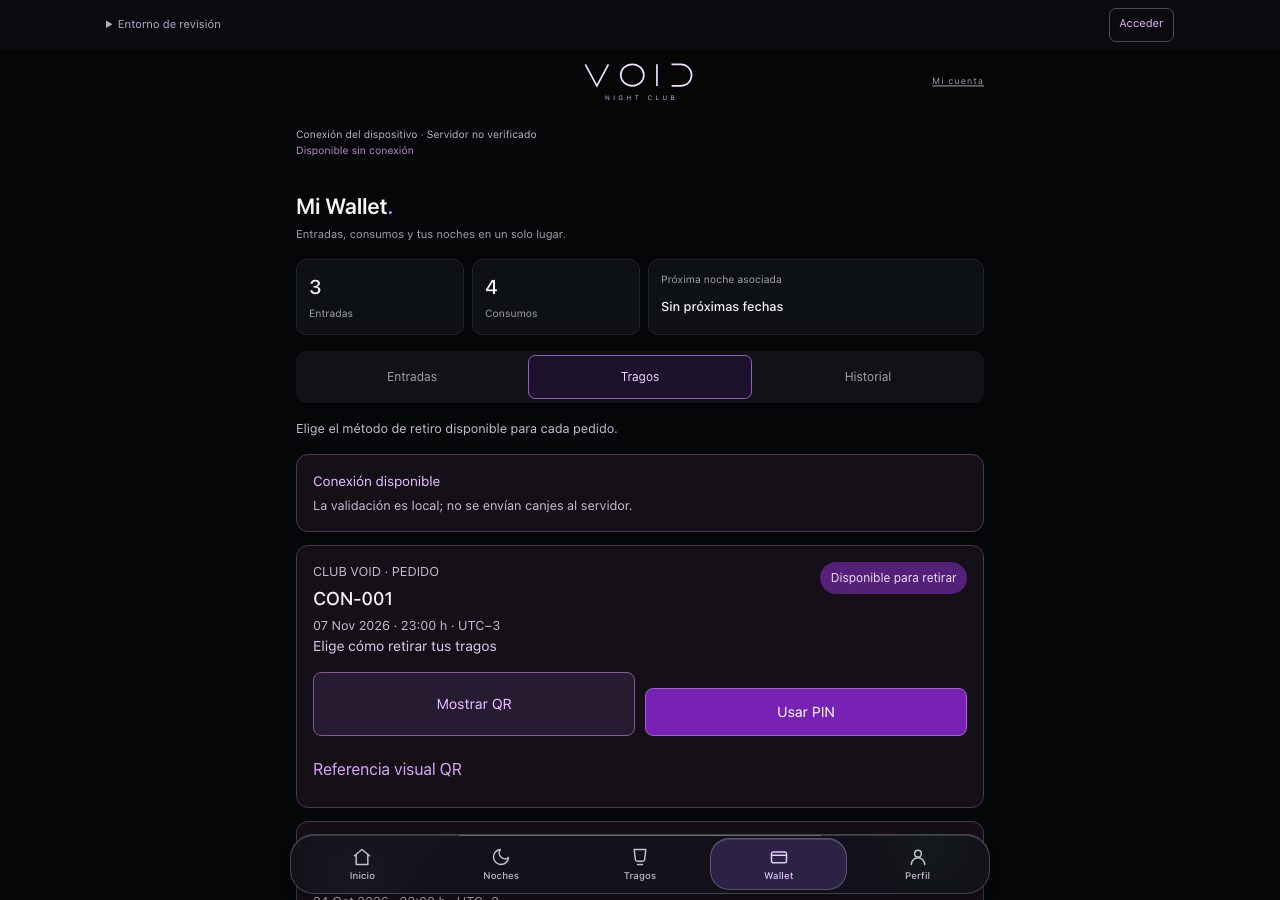 ▶ Entorno de revisión
Acceder
VOID
NIGHT CLUB
Mi cuenta
Conexión del dispositivo · Servidor no verificado
Disponible sin conexión
Mi Wallet.
Entradas, consumos y tus noches en un solo lugar.
3
Entradas
4
Consumos
Próxima noche asociada
Sin próximas fechas
Entradas
Tragos
Historial
Elige el método de retiro disponible para cada pedido.
Conexión disponible
La validación es local; no se envían canjes al servidor.
CLUB VOID · PEDIDO
Disponible para retirar
CON-001
07 Nov 2026 · 23:00 h · UTC−3
Elige cómo retirar tus tragos
Mostrar QR
Usar PIN
Referencia visual QR
Inicio
Noches
Tragos
Wallet
Perfil